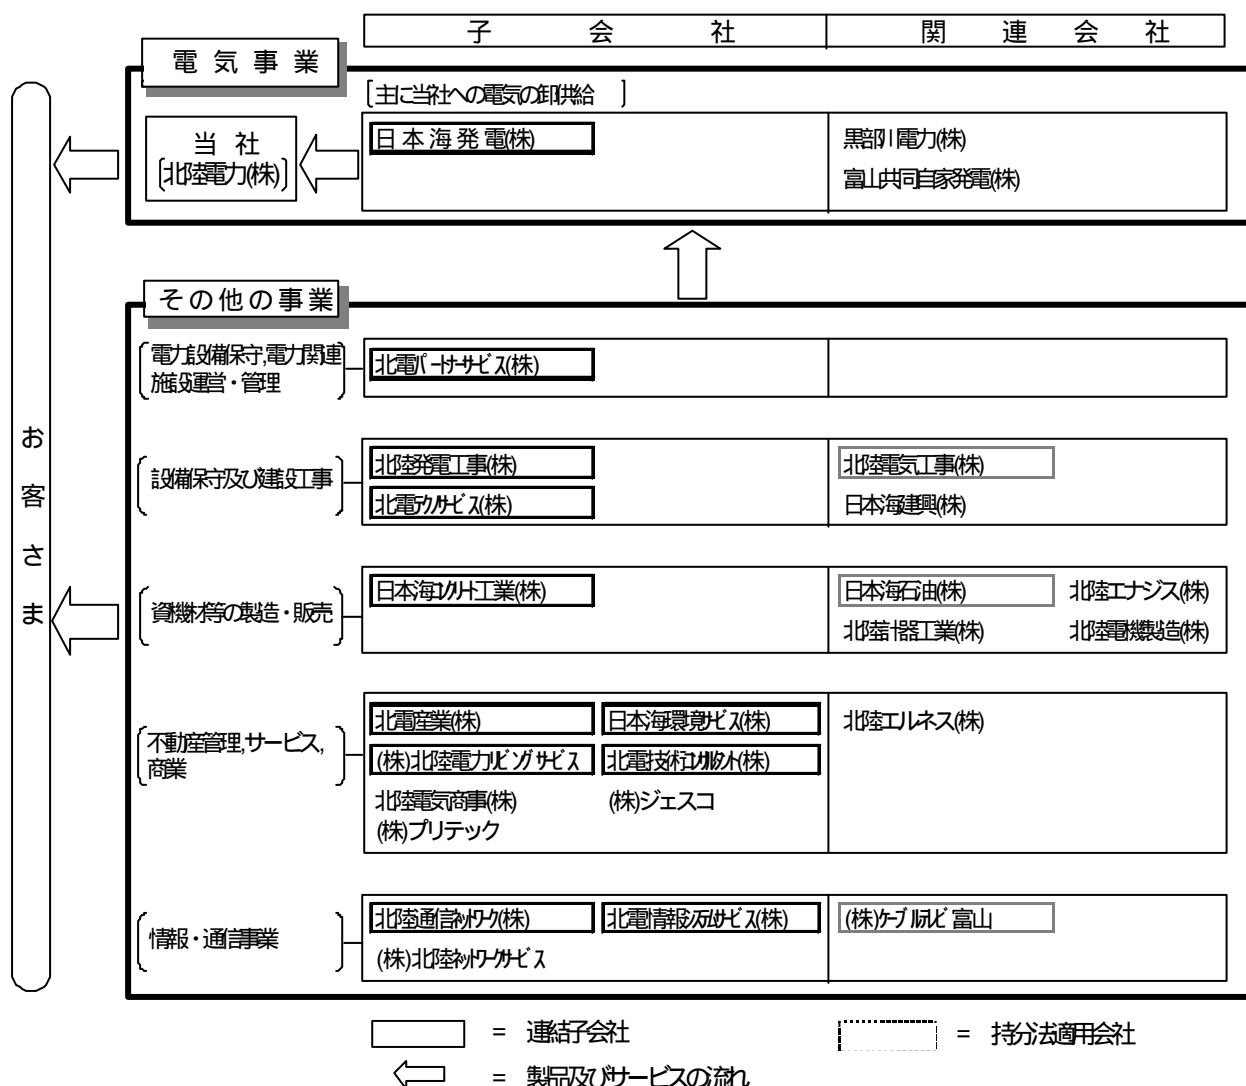 子会社 関連会社
電気事業
[主に当社への電気の卸供給]
当社
[北陸電力(株)]
日本海発電(株)
黒部川電力(株)
富山共同自家発電(株)
その他の事業
電力設備保守,電力関連
施設運営・管理
北電パートナーサービス(株)
設備保守及び建設工事
北陸発電工事(株)
北電テクノサービス(株)
北陸電気工事(株)
日本海建興(株)
資機材等の製造・販売
日本海コンクリート工業(株)
日本海石油(株) 北陸エナジス(株)
北陸計器工業(株) 北陸電機製造(株)
不動産管理,サービス,
商業
北電産業(株) 日本海環境サービス(株)
(株)北陸電力リビングサービス 北電技術コンサルタント(株)
北陸電気商事(株) (株)ジェスコ
(株)プリテック
北陸エルネス(株)
情報・通信事業
北陸通信ネットワーク(株) 北電情報システムサービス(株)
(株)北陸ネットワークサービス
(株)ケーブルテレビ富山
お客さま
= 連結子会社
= 持分法適用会社
= 製品及びサービスの流れ